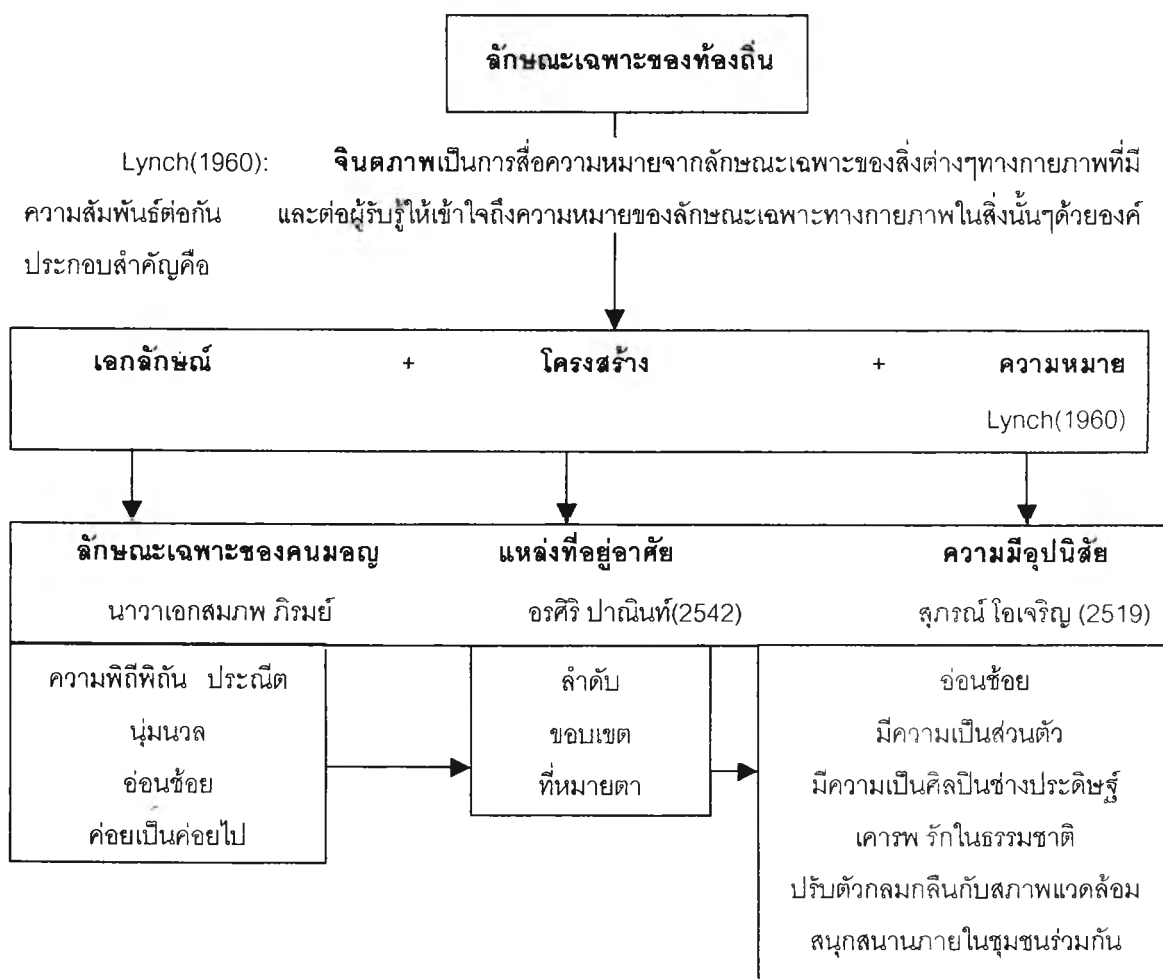 ลักษณะเฉพาะของท้องถิ่น
Lynch(1960): จินตภาพเป็นการสื่อความหมายจากลักษณะเฉพาะของสิ่งต่างๆทางกายภาพที่มี
ความสัมพันธ์ต่อกัน และต่อผู้รับรู้ให้เข้าใจถึงความหมายของลักษณะเฉพาะทางกายภาพในสิ่งนั้นๆด้วยองค์
ประกอบสำคัญคือ
เอกลักษณ์ + โครงสร้าง + ความหมาย
Lynch(1960)
ลักษณะเฉพาะของคนมอญ แหล่งที่อยู่อาศัย ความมีอุปนิสัย
นาวาเอกสมภพ ภิรมย์ อรศิริ ปาณินท์(2542) สุภรณ์ โอเจริญ (2519)
ความพิถีพิถัน ประณีต
นุ่มนวล
อ่อนช้อย
ค่อยเป็นค่อยไป
ลำดับ
ขอบเขต
ที่หมายตา
อ่อนช้อย
มีความเป็นส่วนตัว
มีความเป็นศิลปินช่างประดิษฐ์
เคารพ รักในธรรมชาติ
ปรับตัวกลมกลืนกับสภาพแวดล้อม
สนุกสนานภายในชุมชนร่วมกัน